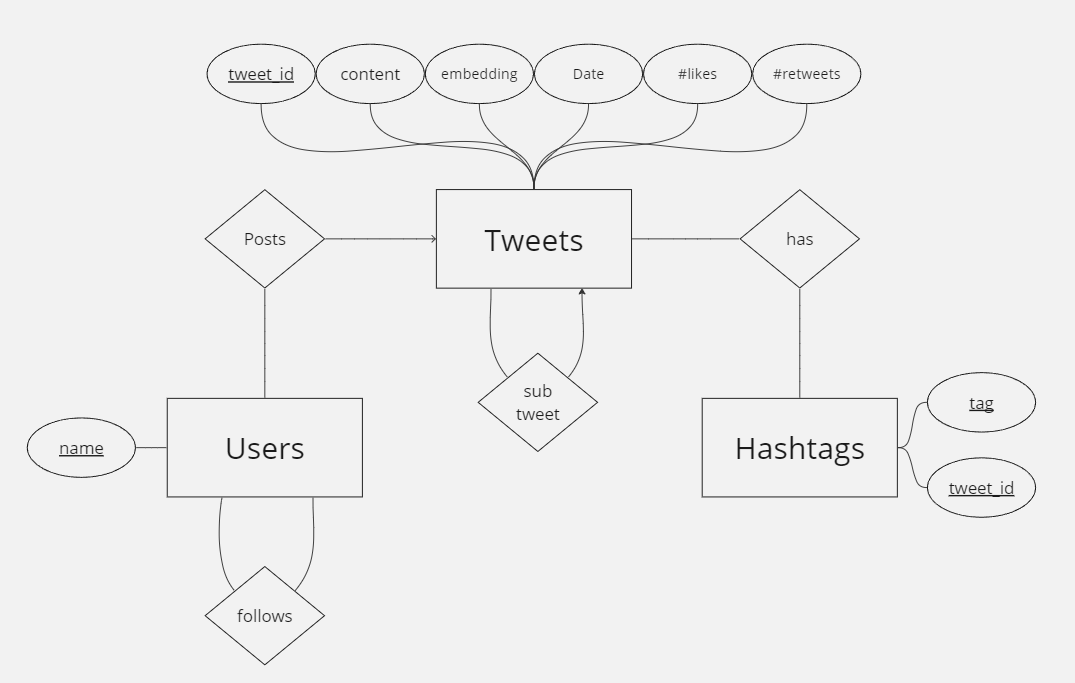 tweet_id
content
embedding
Date
#likes
#retweets
Posts
Tweets
has
sub
tweet
name
Users
Hashtags
tag
tweet_id
follows